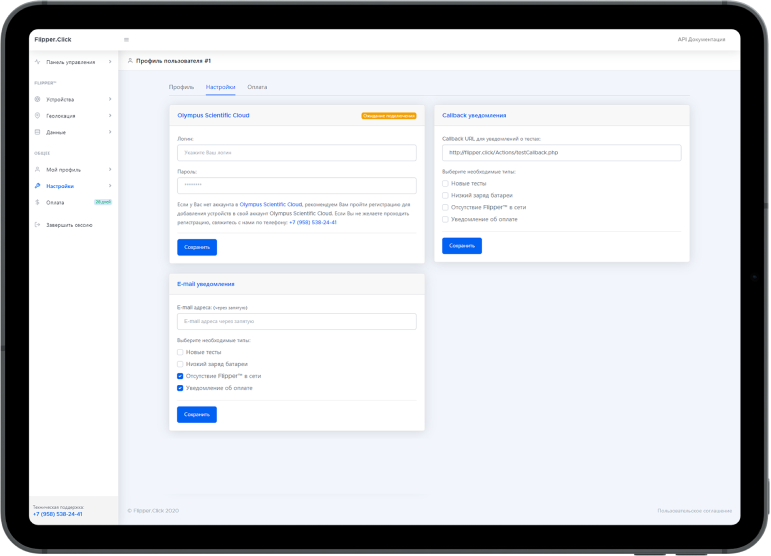 Flipper.Click
API Документация
Панель управления
Профиль пользователя #1
FLIPPER™
Устройства
Геолокация
Данные
ОБЩЕЕ
Мой профиль
Настройки
Оплата
Завершить сессию
Техническая поддержка:
+7 (958) 538-24-41
Профиль Настройки Оплата
Olympus Scientific Cloud
Ожидание подключения
Логин:
Укажите Ваш логин
Пароль:
********
Если у Вас нет аккаунта в Olympus Scientific Cloud, рекомендуем Вам пройти регистрацию для
добавления устройств в свой аккаунт Olympus Scientific Cloud. Если Вы не желаете проходить
регистрацию, свяжитесь с нами по телефону: +7 (958) 538-24-41
Сохранить
Callback уведомления
Callback URL для уведомлений о тестах:
http://flipper.click/Actions/testCallback.php
Выберите необходимые типы:
Новые тесты
Низкий заряд батареи
Отсутствие Flipper™ в сети
Уведомление об оплате
Сохранить
E-mail уведомления
E-mail адреса: (через запятую):
E-mail адреса через запятую
Выберите необходимые типы:
Новые тесты
Низкий заряд батареи
Отсутствие Flipper™ в сети
Уведомление об оплате
Сохранить
© Flipper.Click 2020
Пользовательское соглашение